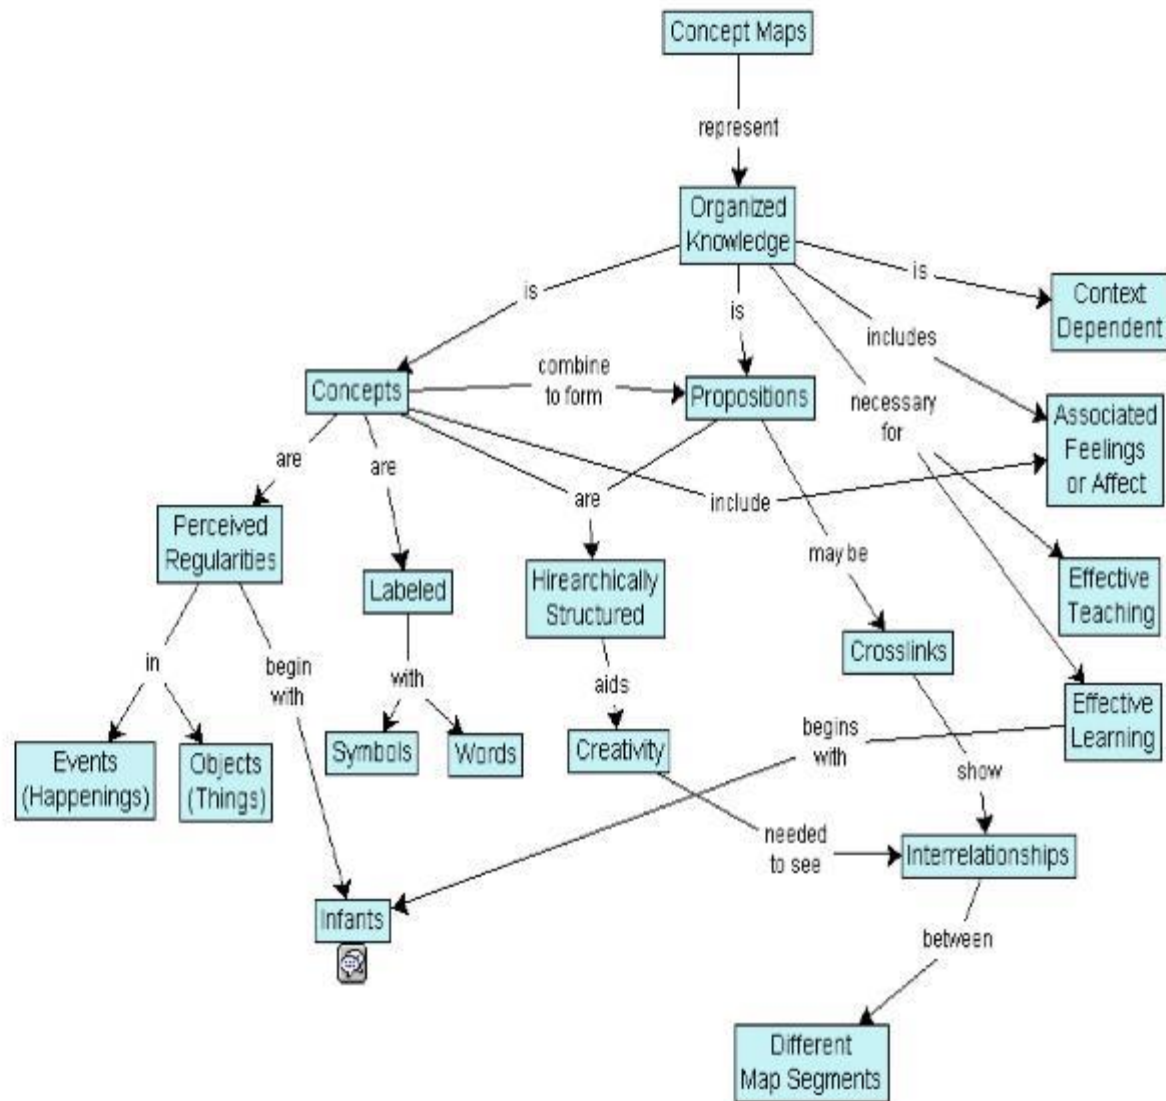 Concept Maps
represent
Organized
Knowledge
is
is
is
Context
Dependent
includes
combine
to form
Concepts
Propositions
necessary
for
Associated
Feelings
or Affect
are
are
are
include
Perceived
Regularities
may be
Labeled
Hirearchically
Structured
Effective
Teaching
Crosslinks
in
begin
with
with
aids
Effective
Learning
begins
with
Events
(Happenings)
Objects
(Things)
Symbols
Words
Creativity
show
needed
to see
Interrelationships
Infants
between
Different
Map Segments